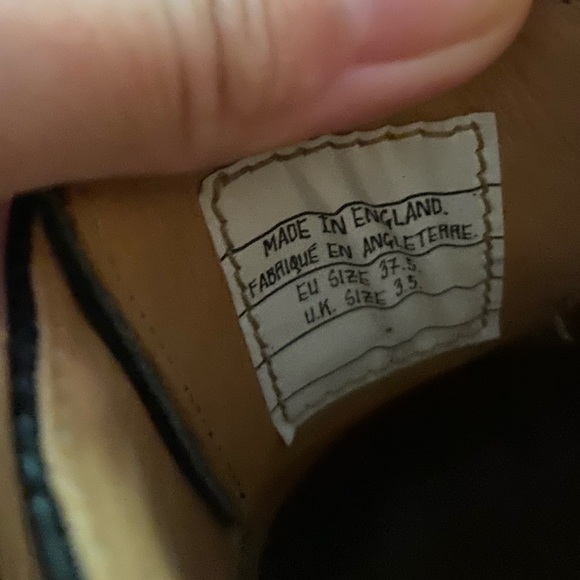 MADE IN ENGLAND.
FABRIQUÉ EN ANGLETERRE.
EU SIZE 37.5
U.K. SIZE 3.5